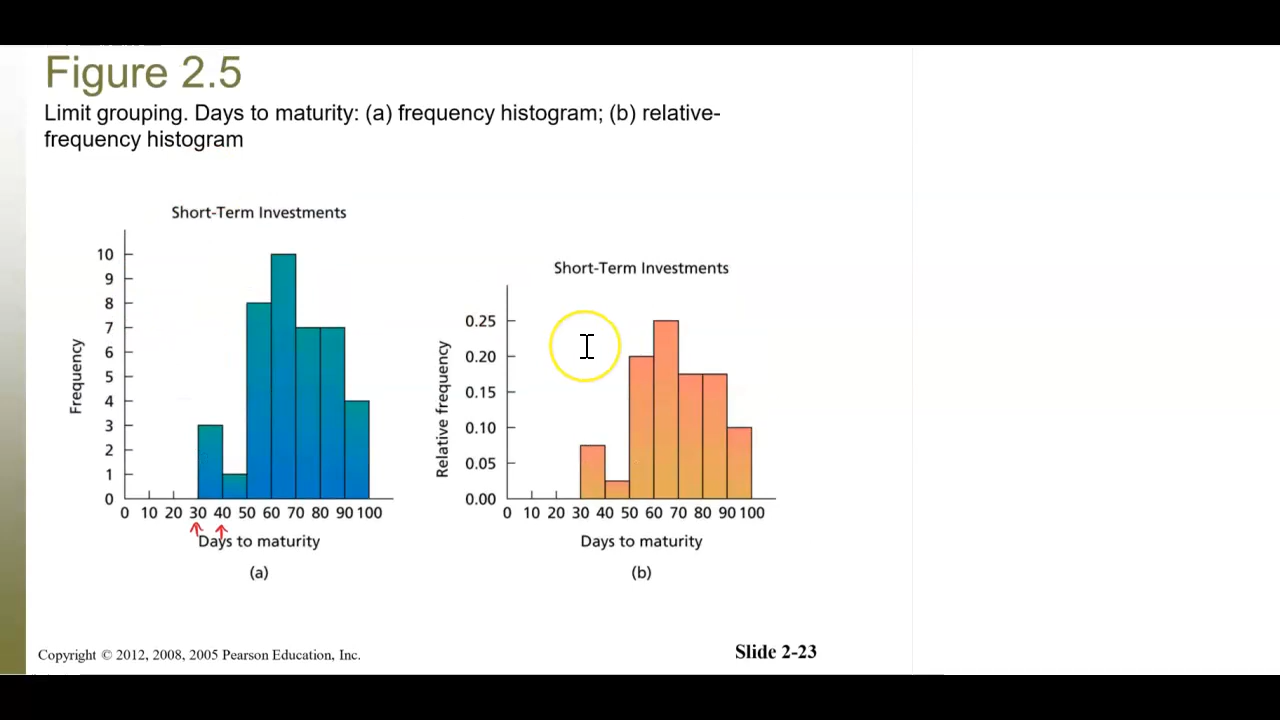 Figure 2.5
Limit grouping. Days to maturity: (a) frequency histogram; (b) relative-
frequency histogram
Short-Term Investments
10
9
8
7
6
5
4
3
2
1
0
Frequency
0 10 20 30 40 50 60 70 80 90 100
Days to maturity
(a)
Short-Term Investments
0.25
0.20
0.15
0.10
0.05
0.00
Relative frequency
0 10 20 30 40 50 60 70 80 90 100
Days to maturity
(b)
Copyright © 2012, 2008, 2005 Pearson Education, Inc.
Slide 2-23